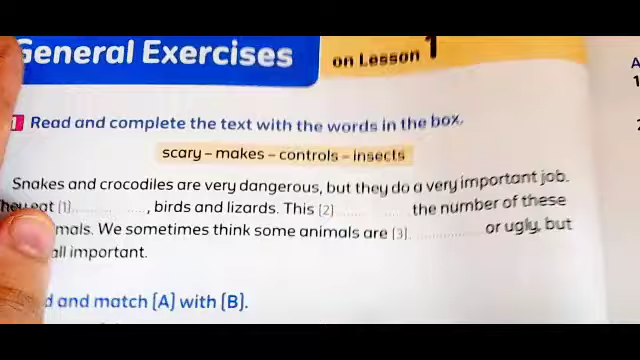 General Exercises on Lesson 1
1 Read and complete the text with the words in the box.
scary – makes – controls – insects
Snakes and crocodiles are very dangerous, but they do a very important job.
They eat (1) ............ , birds and lizards. This (2) ............ the number of these
mals. We sometimes think some animals are (3) ............ or ugly, but
all important.
d and match (A) with (B).
A
1